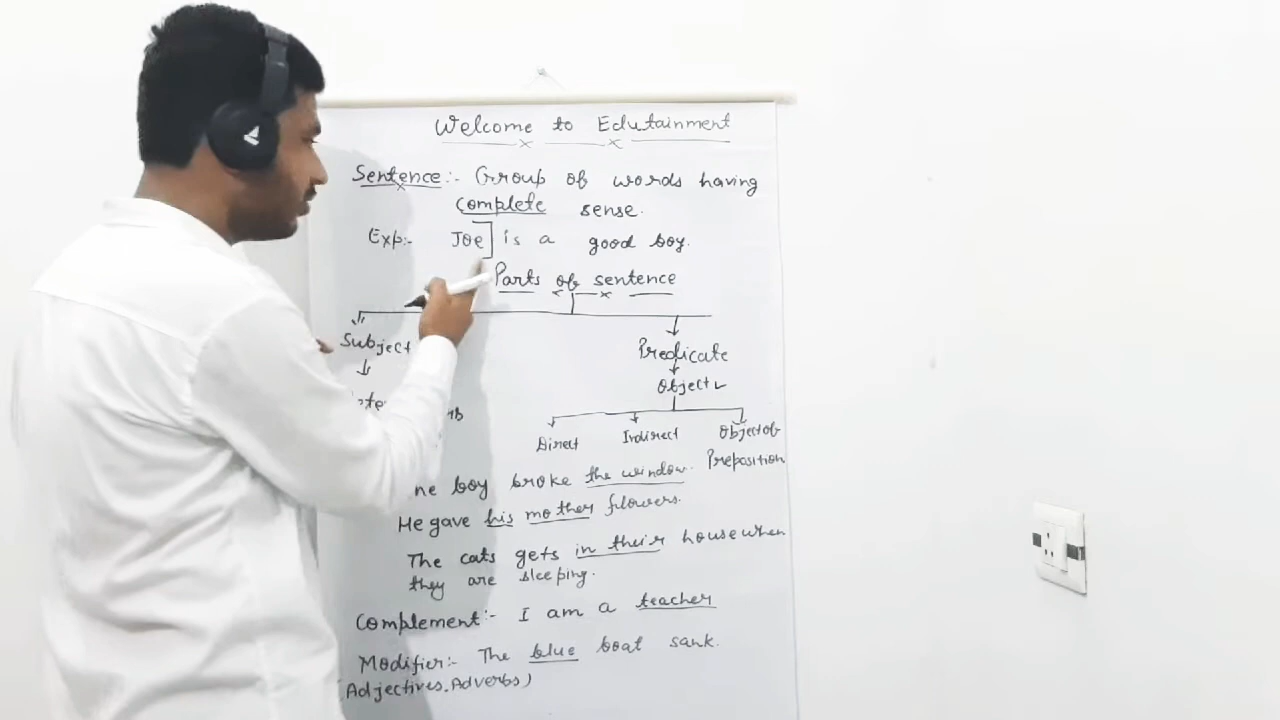 Welcome to Edutainment
Sentence:- Group of words having
complete sense.
Exp:- Joe] is a good boy.
Parts of sentence
Subject
Predicate
Object ✓
Direct Indirect Object of
Preposition
boy broke the window.
He gave his mother flowers.
The cats gets in their house when
they are sleeping.
Complement:- I am a teacher
Modifier:- The blue boat sank.
(Adjectives, Adverbs)